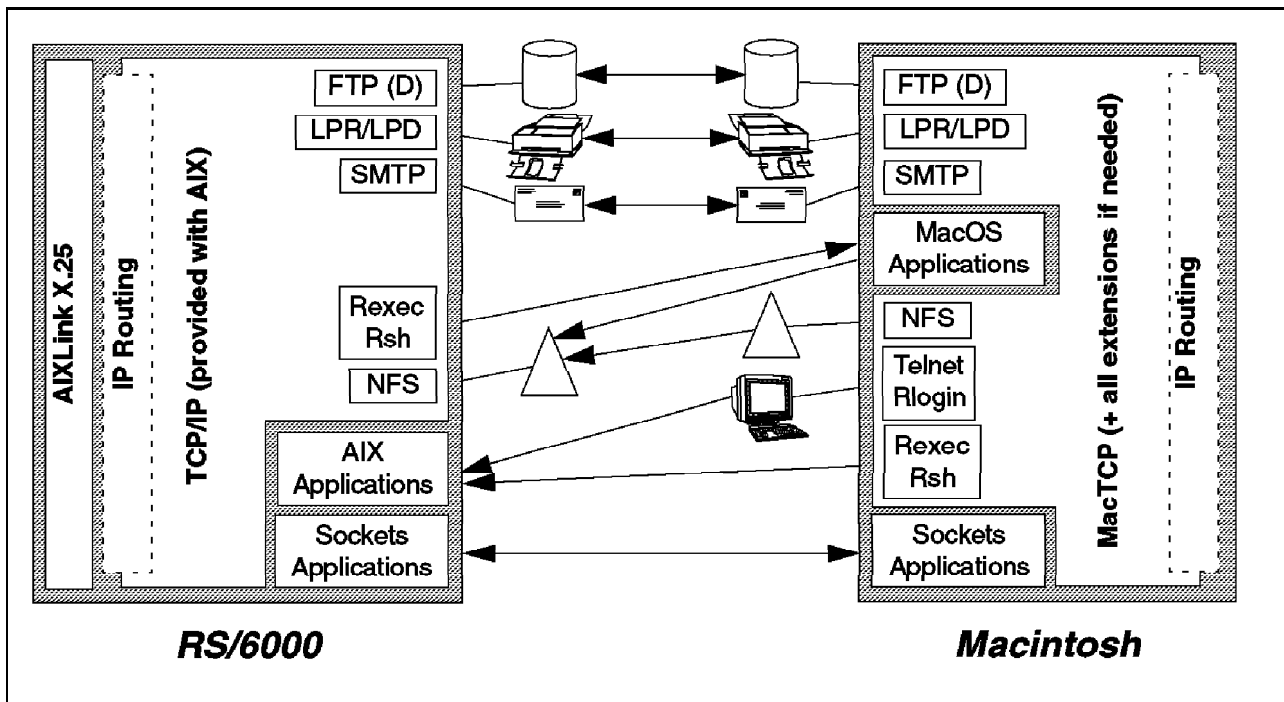 AIXLink X.25
IP Routing
TCP/IP (provided with AIX)
FTP (D)
LPR/LPD
SMTP
Rexec
Rsh
NFS
AIX
Applications
Sockets
Applications
RS/6000
FTP (D)
LPR/LPD
SMTP
MacOS
Applications
NFS
Telnet
Rlogin
Rexec
Rsh
Sockets
Applications
MacTCP (+ all extensions if needed)
IP Routing
Macintosh